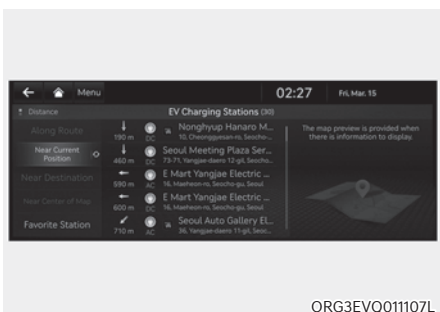 Menu
02:27
Fri, Mar. 15
Distance
EV Charging Stations (30)
Along Route
Near Current
Position
Near Destination
Near Center of Map
Favorite Station
190 m
DC
Nonghyup Hanaro M...
10, Cheonggyesan-ro, Seocho-...
460 m
DC
Seoul Meeting Plaza Ser...
73-71, Yangjae-daero 12-gil, Seocho...
590 m
AC
E Mart Yangjae Electric ...
16, Maeheon-ro, Seocho-gu, Seoul
600 m
DC
E Mart Yangjae Electric ...
16, Maeheon-ro, Seocho-gu, Seoul
710 m
AC
Seoul Auto Gallery EL...
36, Yangjae-daero 11-gil, Seoc...
The map preview is provided when
there is information to display.
ORG3EVQ011107L